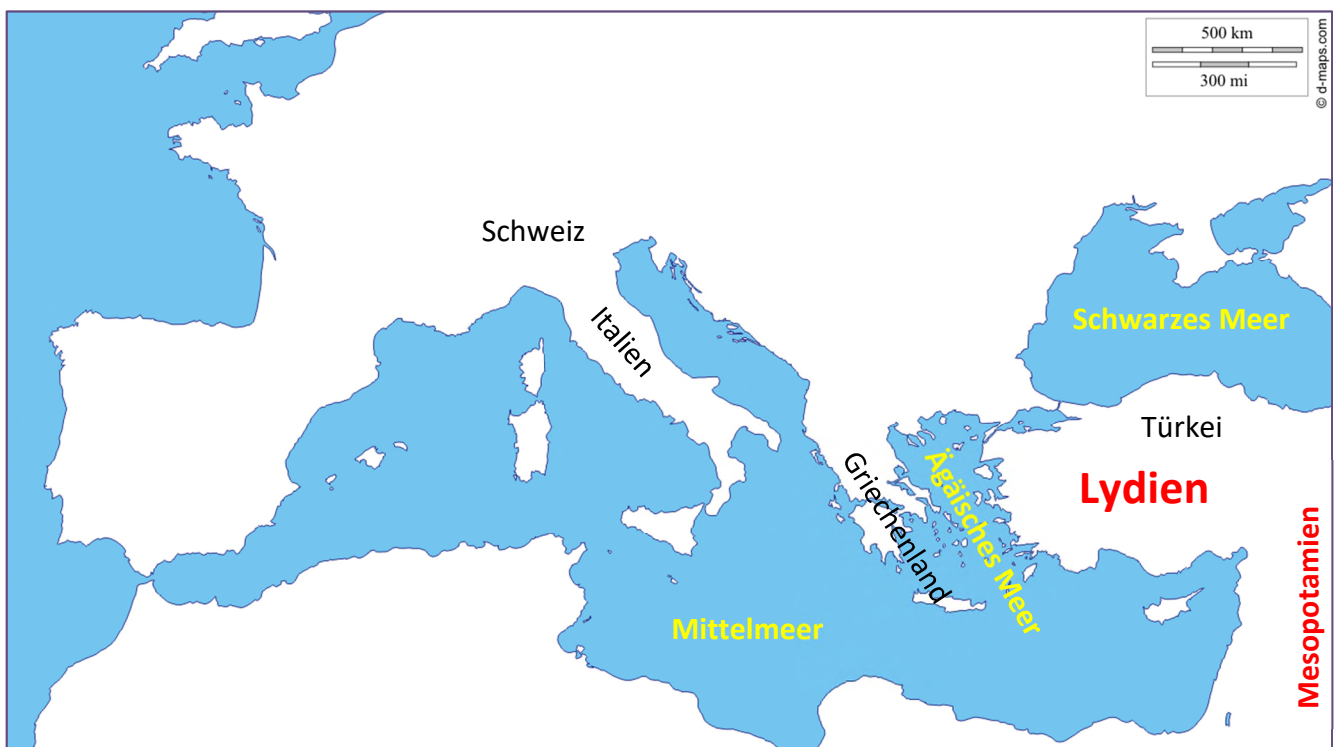 500 km
300 mi
© d-maps.com
Schweiz
Italien
Schwarzes Meer
Türkei
Griechenland
Ägäisches Meer
Lydien
Mittelmeer
Mesopotamien